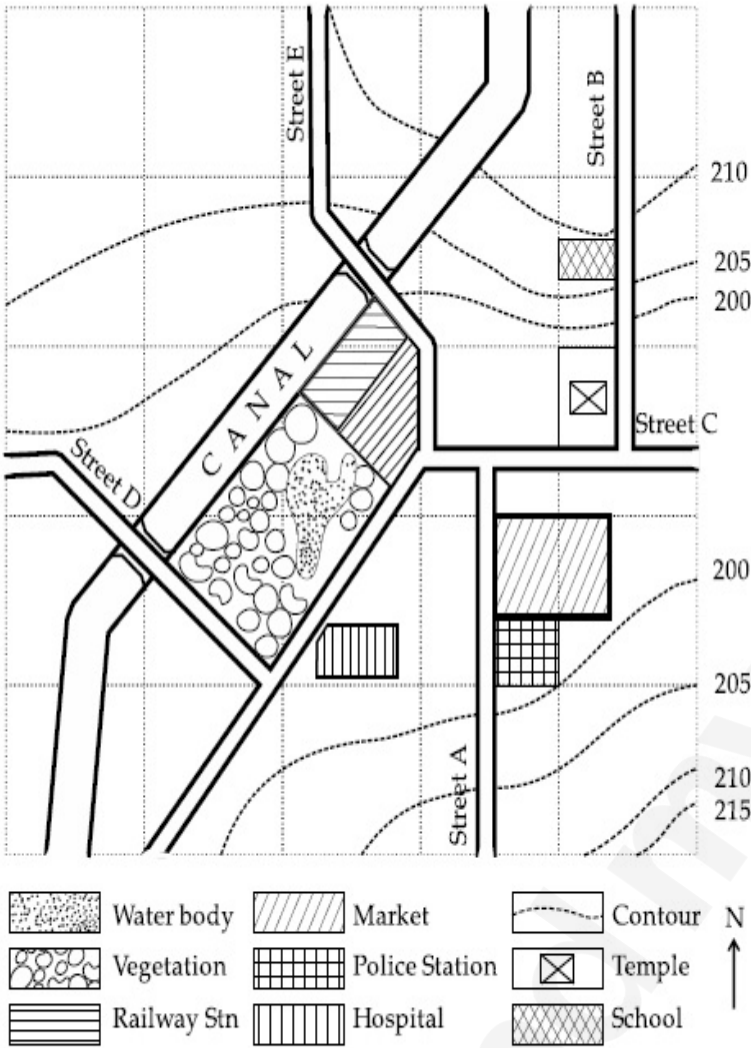 Street E
Street B
210
205
200
CANAL
Street C
Street D
200
205
210
215
Street A
Water body
Market
Contour
N
Vegetation
Police Station
Temple
Railway Stn
Hospital
School